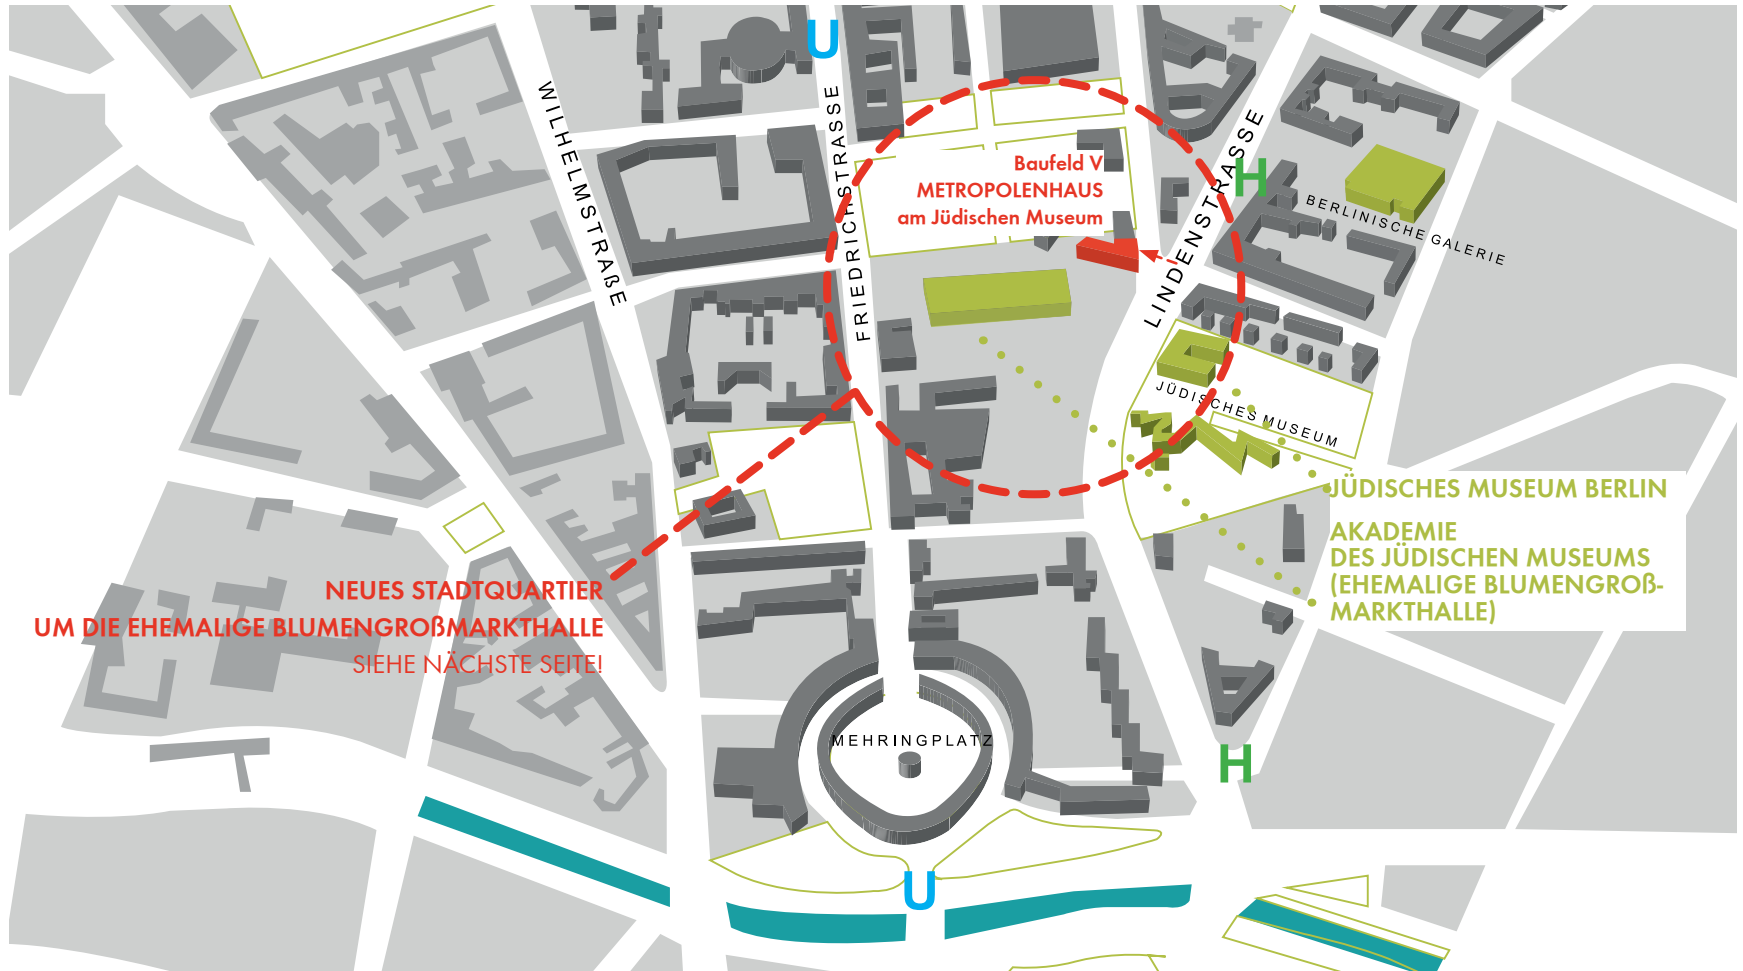 U
WILHELMSTRAßE
FRIEDRICHSTRASSE
LINDENSTRASSE
H
Baufeld V
METROPOLENHAUS
am Jüdischen Museum
BERLINISCHE GALERIE
JÜDISCHES MUSEUM
JÜDISCHES MUSEUM BERLIN
AKADEMIE
DES JÜDISCHEN MUSEUMS
(EHEMALIGE BLUMENGROß-
MARKTHALLE)
NEUES STADTQUARTIER
UM DIE EHEMALIGE BLUMENGROßMARKTHALLE
SIEHE NÄCHSTE SEITE!
MEHRINGPLATZ
H
U